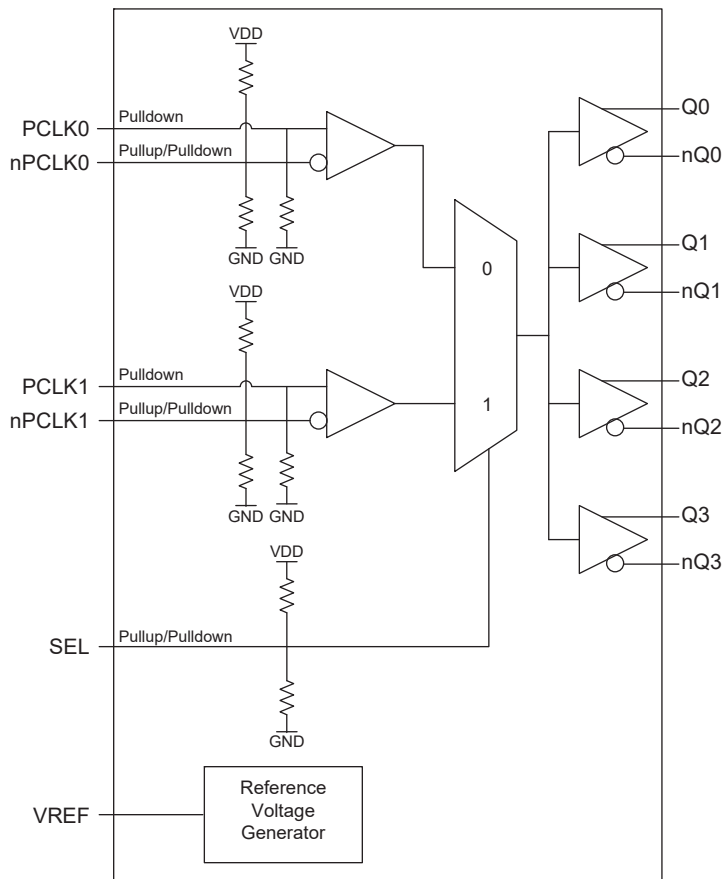 VDD
PCLK0
Pulldown
nPCLK0
Pullup/Pulldown
GND
GND
VDD
PCLK1
Pulldown
nPCLK1
Pullup/Pulldown
GND
GND
VDD
SEL
Pullup/Pulldown
GND
VREF
Reference
Voltage
Generator
0
1
Q0
nQ0
Q1
nQ1
Q2
nQ2
Q3
nQ3